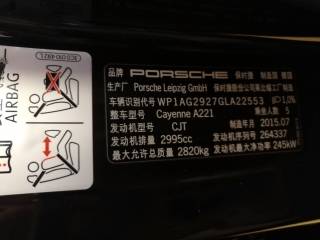 AIRBAG
品牌 PORSCHE 保时捷 制造国 德国
生产厂 Porsche Leipzig GmbH 保时捷股份公司莱比锡工厂
车辆识别代号 WP1AG2927GLA22553
整车型号 Cayenne A221 乘坐人数 5
发动机型号 CJT 制造年月 2015.07
发动机排量 2995cc 发动机号 264337
最大允许总质量 2820kg 发动机最大净功率 245kW